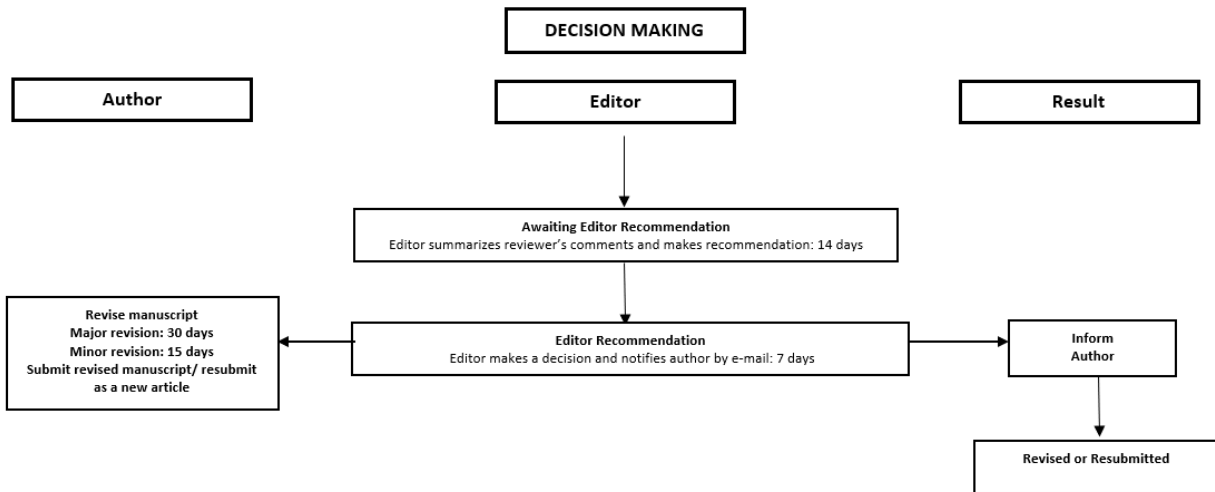 DECISION MAKING
Author
Editor
Result
Awaiting Editor Recommendation
Editor summarizes reviewer's comments and makes recommendation: 14 days
Revise manuscript
Major revision: 30 days
Minor revision: 15 days
Submit revised manuscript/ resubmit
as a new article
Editor Recommendation
Editor makes a decision and notifies author by e-mail: 7 days
Inform
Author
Revised or Resubmitted